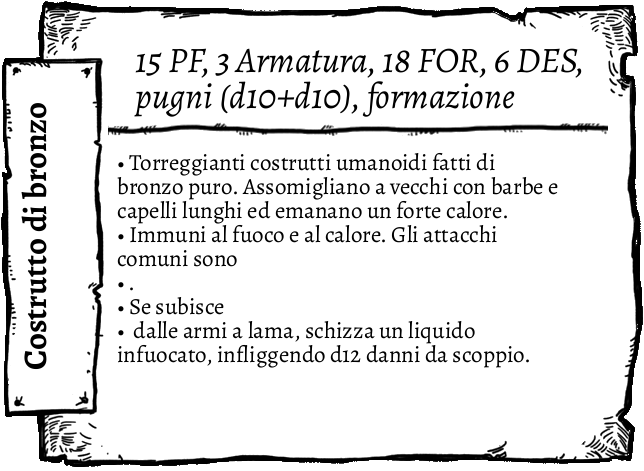 Costrutto di bronzo
15 PF, 3 Armatura, 18 FOR, 6 DES,
pugni (d10+d10), formazione
• Torreggianti costrutti umanoidi fatti di
bronzo puro. Assomigliano a vecchi con barbe e
capelli lunghi ed emanano un forte calore.
• Immuni al fuoco e al calore. Gli attacchi
comuni sono
• .
• Se subisce
• dalle armi a lama, schizza un liquido
infuocato, infliggendo d12 danni da scoppio.